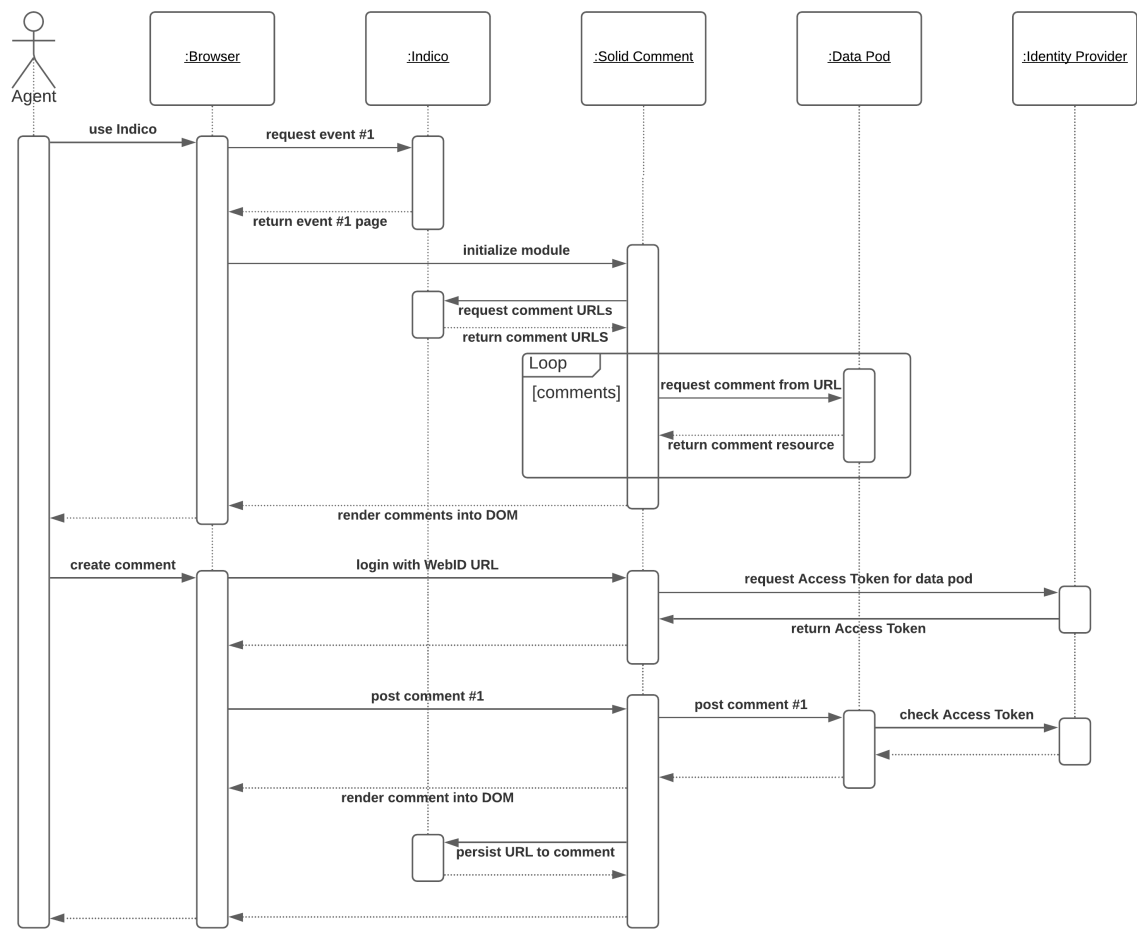 Agent
:Browser
:Indico
:Solid Comment
:Data Pod
:Identity Provider
use Indico
request event #1
return event #1 page
initialize module
request comment URLs
return comment URLS
Loop
[comments]
request comment from URL
return comment resource
render comments into DOM
create comment
login with WebID URL
request Access Token for data pod
return Access Token
post comment #1
post comment #1
check Access Token
render comment into DOM
persist URL to comment